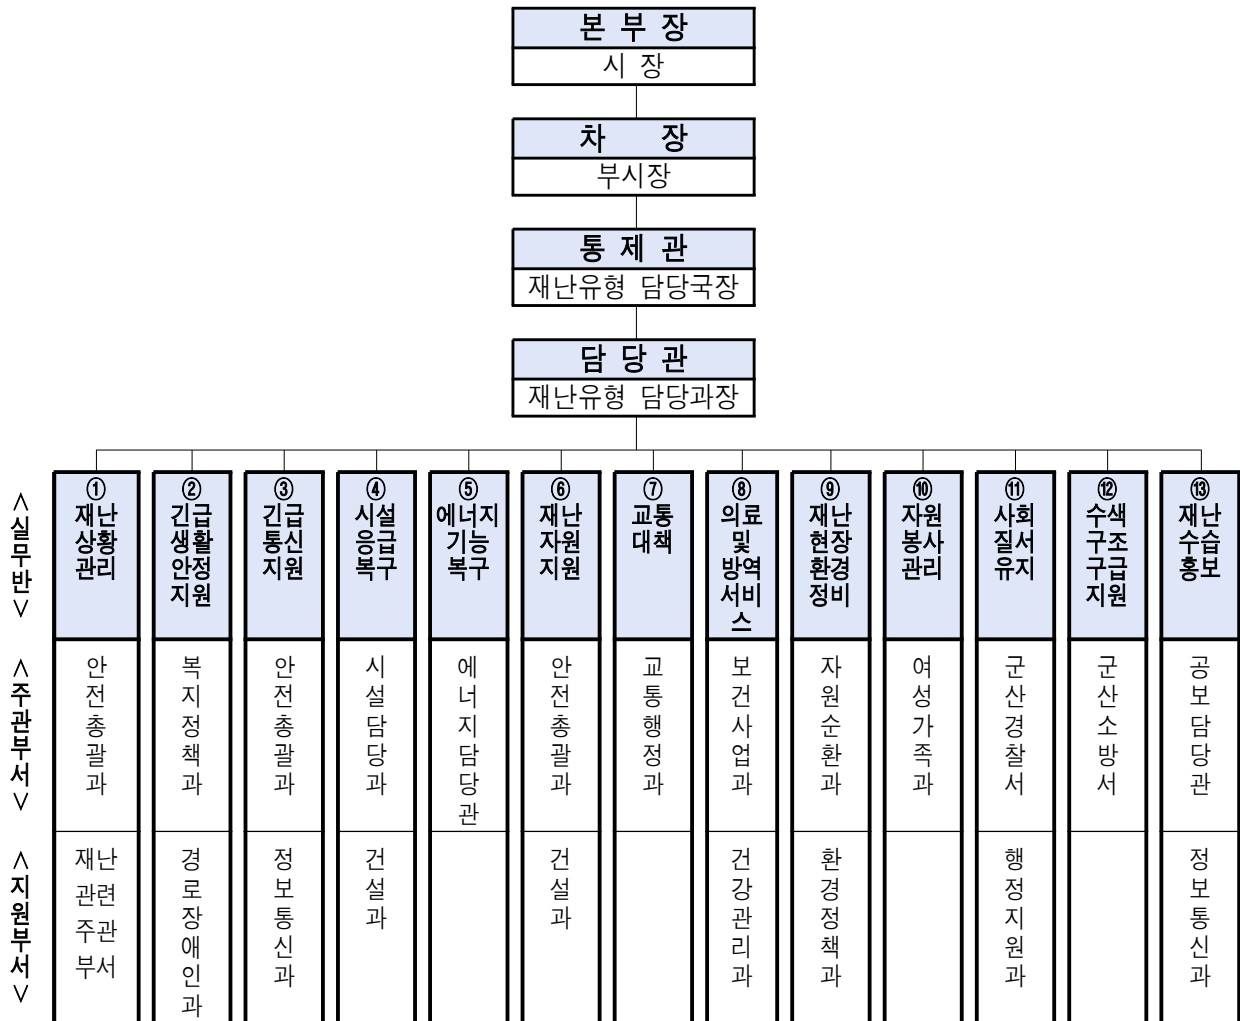 본 부 장
시 장
차 장
부시장
통 제 관
재난유형 담당국장
담 당 관
재난유형 담당과장
<실무반>
①
재난
상황
관리
②
긴급
생활
안정
지원
③
긴급
통신
지원
④
시설
응급
복구
⑤
에너지
기능
복구
⑥
재난
자원
지원
⑦
교통
대책
⑧
의료
및
방역
서비
스
⑨
재난
현장
환경
정비
⑩
자원
봉사
관리
⑪
사회
질서
유지
⑫
수색
구조
구급
지원
⑬
재난
수습
홍보
<주관부서>
안전총괄과
복지정책과
안전총괄과
시설담당과
에너지담당관
안전총괄과
교통행정과
보건사업과
자원순환과
여성가족과
군산경찰서
군산소방서
공보담당관
<지원부서>
재난
관련
주관
부서
경로장애인과
정보통신과
건설과
건설과
건강관리과
환경정책과
행정지원과
정보통신과